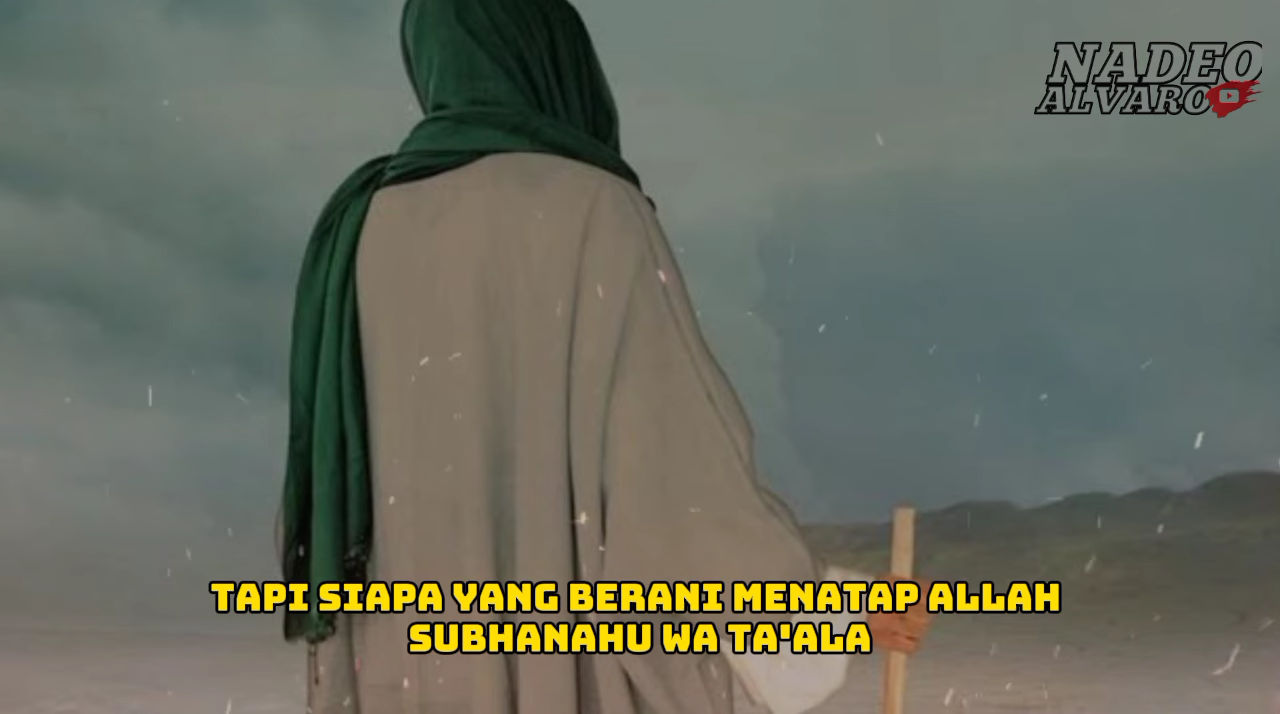 NADEO
ALVARO
TAPI SIAPA YANG BERANI MENATAP ALLAH
SUBHANAHU WA TA'ALA